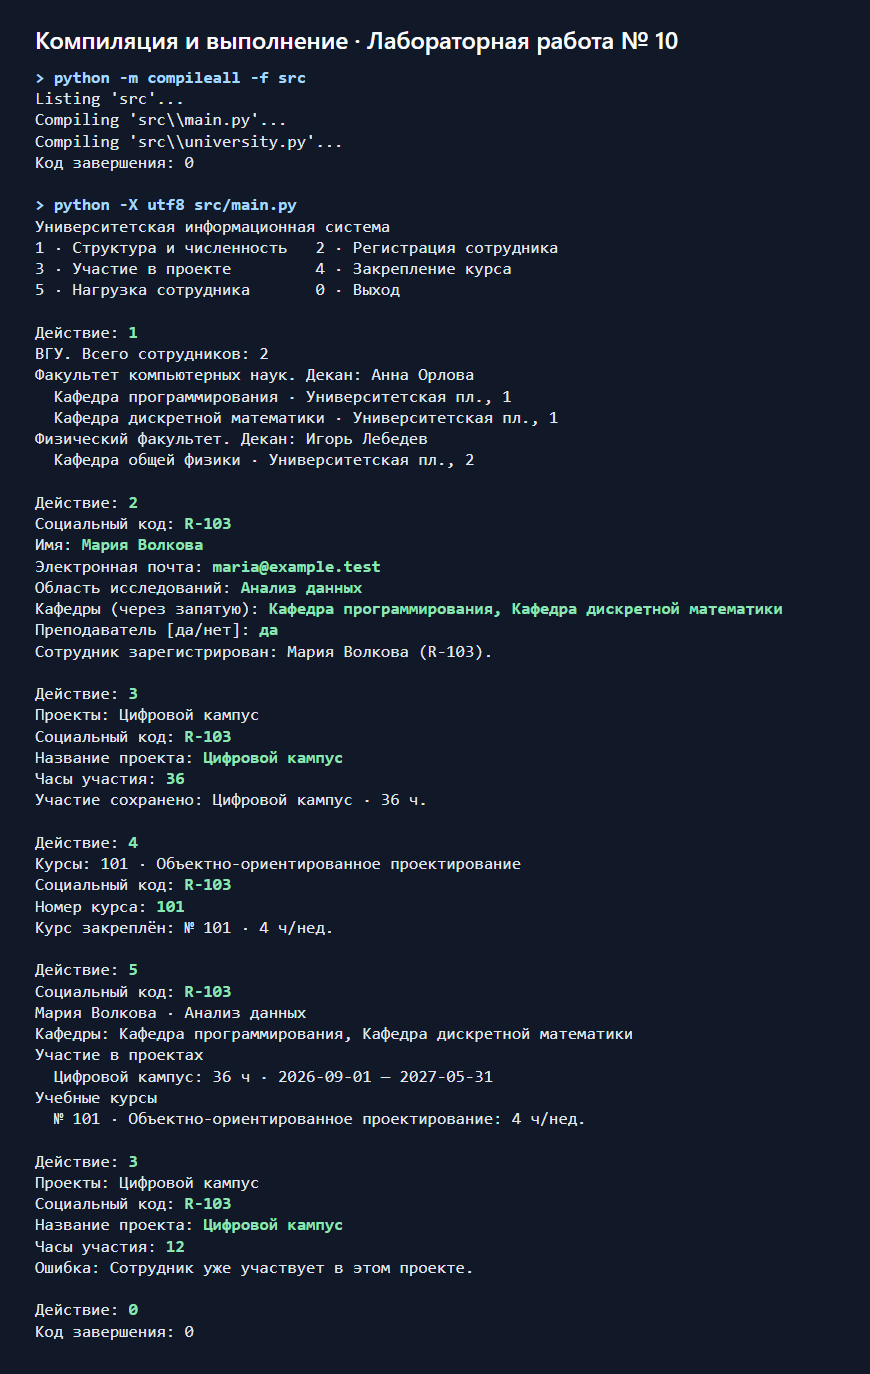 Компиляция и выполнение · Лабораторная работа № 10
> python -m compileall -f src
Listing 'src'...
Compiling 'src\\main.py'...
Compiling 'src\\university.py'...
Код завершения: 0
> python -X utf8 src/main.py
Университетская информационная система
1 · Структура и численность   2 · Регистрация сотрудника
3 · Участие в проекте         4 · Закрепление курса
5 · Нагрузка сотрудника       0 · Выход
Действие: 1
ВГУ. Всего сотрудников: 2
Факультет компьютерных наук. Декан: Анна Орлова
  Кафедра программирования · Университетская пл., 1
  Кафедра дискретной математики · Университетская пл., 1
Физический факультет. Декан: Игорь Лебедев
  Кафедра общей физики · Университетская пл., 2
Действие: 2
Социальный код: R-103
Имя: Мария Волкова
Электронная почта: maria@example.test
Область исследований: Анализ данных
Кафедры (через запятую): Кафедра программирования, Кафедра дискретной математики
Преподаватель [да/нет]: да
Сотрудник зарегистрирован: Мария Волкова (R-103).
Действие: 3
Проекты: Цифровой кампус
Социальный код: R-103
Название проекта: Цифровой кампус
Часы участия: 36
Участие сохранено: Цифровой кампус · 36 ч.
Действие: 4
Курсы: 101 · Объектно-ориентированное проектирование
Социальный код: R-103
Номер курса: 101
Курс закреплён: № 101 · 4 ч/нед.
Действие: 5
Социальный код: R-103
Мария Волкова · Анализ данных
Кафедры: Кафедра программирования, Кафедра дискретной математики
Участие в проектах
  Цифровой кампус: 36 ч · 2026-09-01 — 2027-05-31
Учебные курсы
  № 101 · Объектно-ориентированное проектирование: 4 ч/нед.
Действие: 3
Проекты: Цифровой кампус
Социальный код: R-103
Название проекта: Цифровой кампус
Часы участия: 12
Ошибка: Сотрудник уже участвует в этом проекте.
Действие: 0
Код завершения: 0